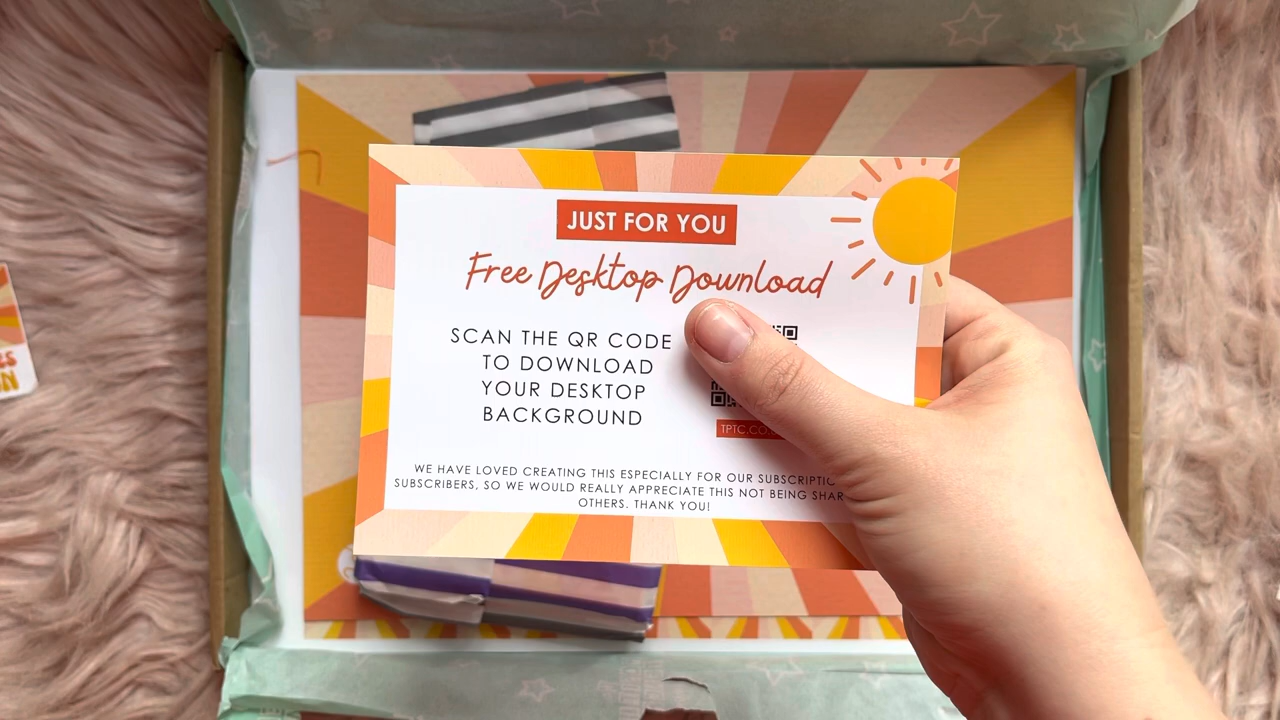 JUST FOR YOU
Free Desktop Download
SCAN THE QR CODE
TO DOWNLOAD
YOUR DESKTOP
BACKGROUND
WE HAVE LOVED CREATING THIS ESPECIALLY FOR OUR
SUBSCRIBERS, SO WE WOULD REALLY APPRECIATE THIS NOT BEING
OTHERS. THANK YOU!